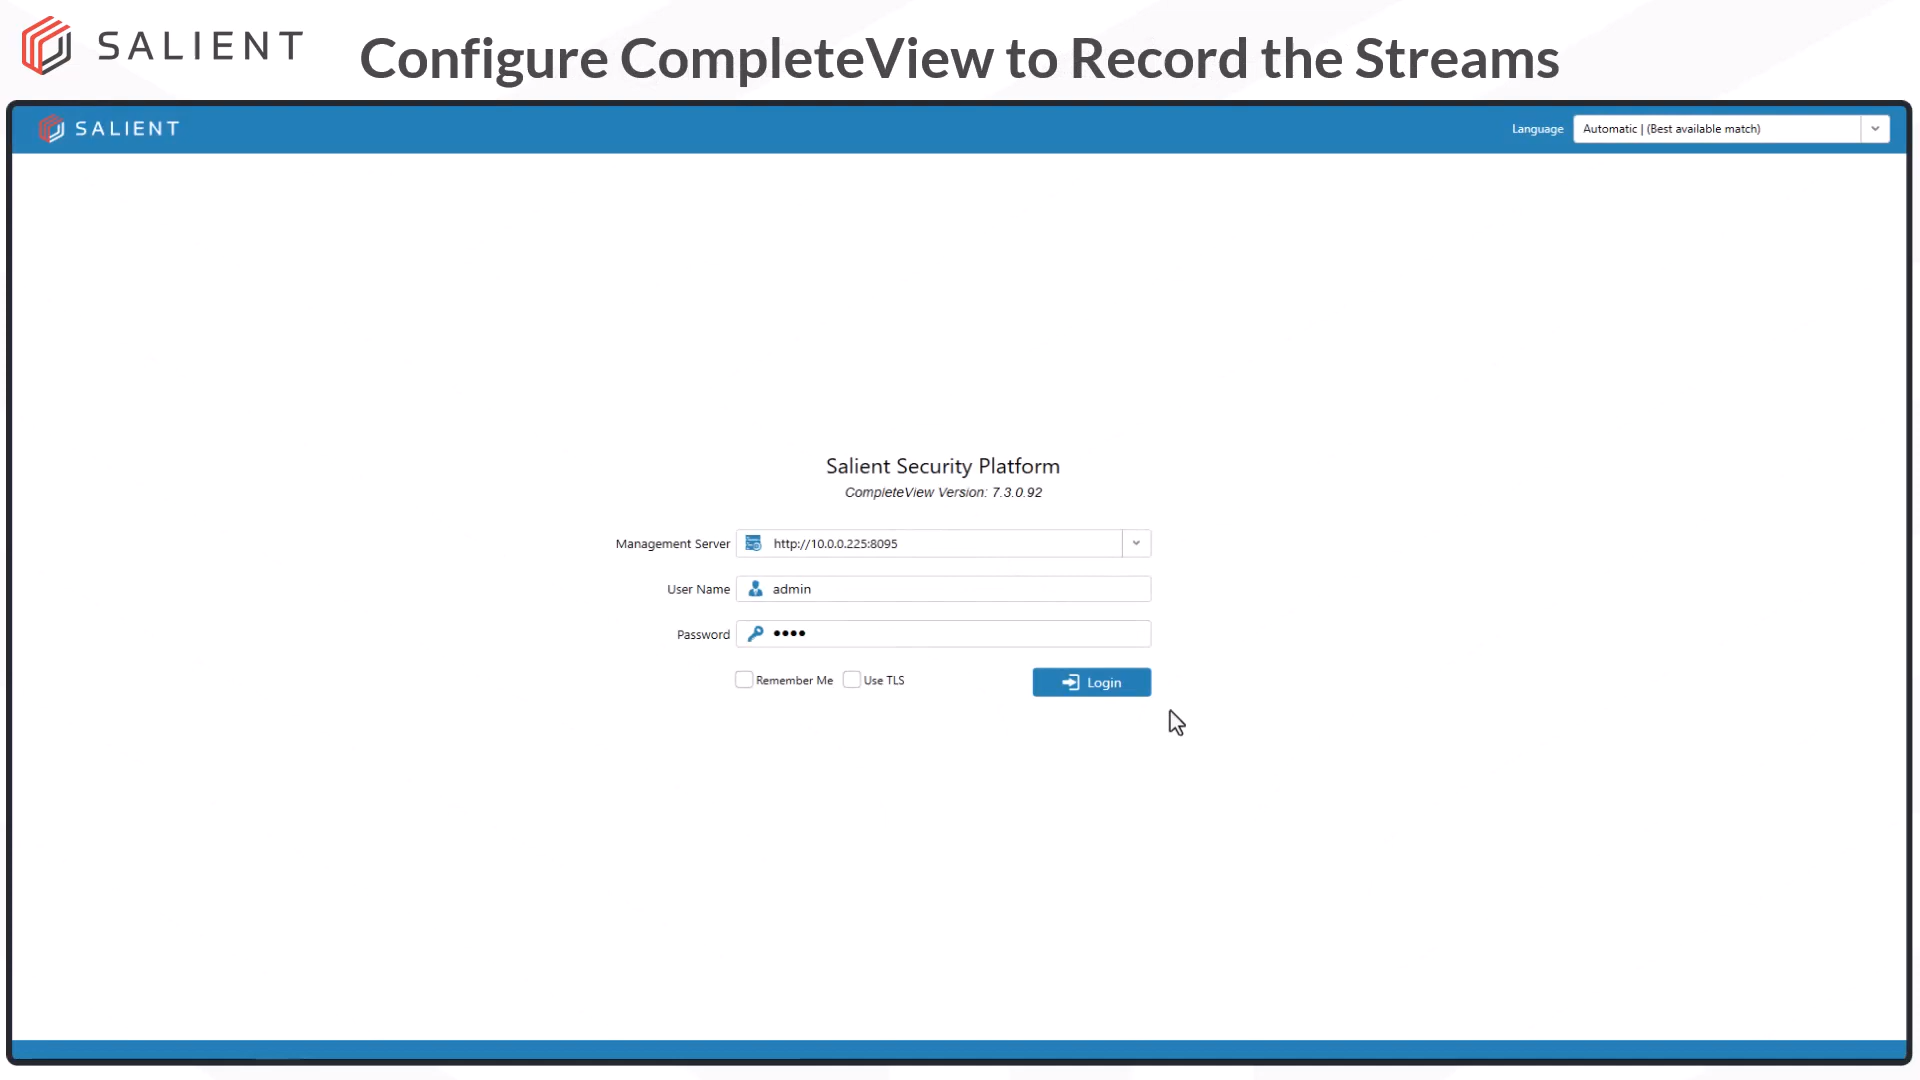 SALIENT
Configure CompleteView to Record the Streams
SALIENT
Language
Automatic | (Best available match)
Salient Security Platform
CompleteView Version: 7.3.0.92
Management Server
http://10.0.0.225:8095
User Name
admin
Password
••••
Remember Me
Use TLS
Login